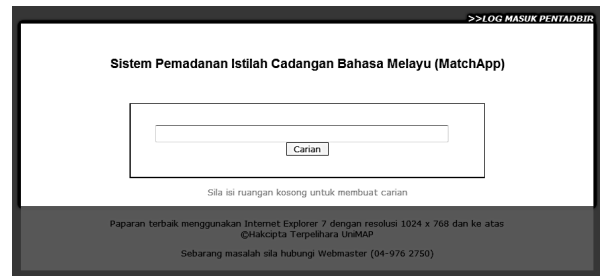 >>LOG MASUK PENTADBIR
Sistem Pemadanan Istilah Cadangan Bahasa Melayu (MatchApp)
Carian
Sila isi ruangan kosong untuk membuat carian
Paparan terbaik menggunakan Internet Explorer 7 dengan resolusi 1024 x 768 dan ke atas
©Hakcipta Terpelihara UniMAP
Sebarang masalah sila hubungi Webmaster (04-976 2750)